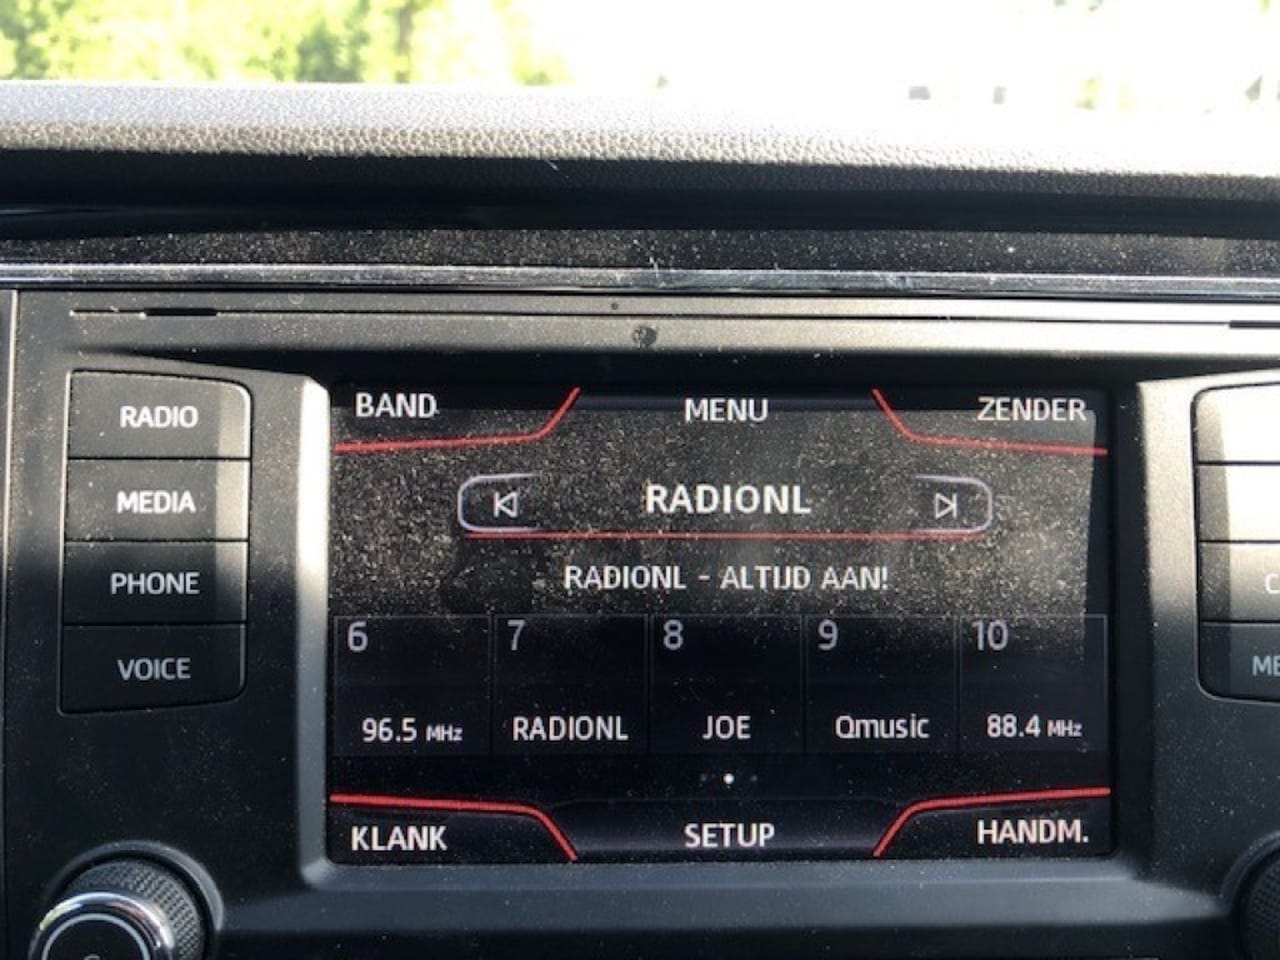 BAND MENU ZENDER
RADIO
MEDIA
PHONE
VOICE
RADIONL
RADIONL - ALTIJD AAN!
6 7 8 9 10
96.5 MHz RADIONL JOE Qmusic 88.4 MHz
KLANK SETUP HANDM.